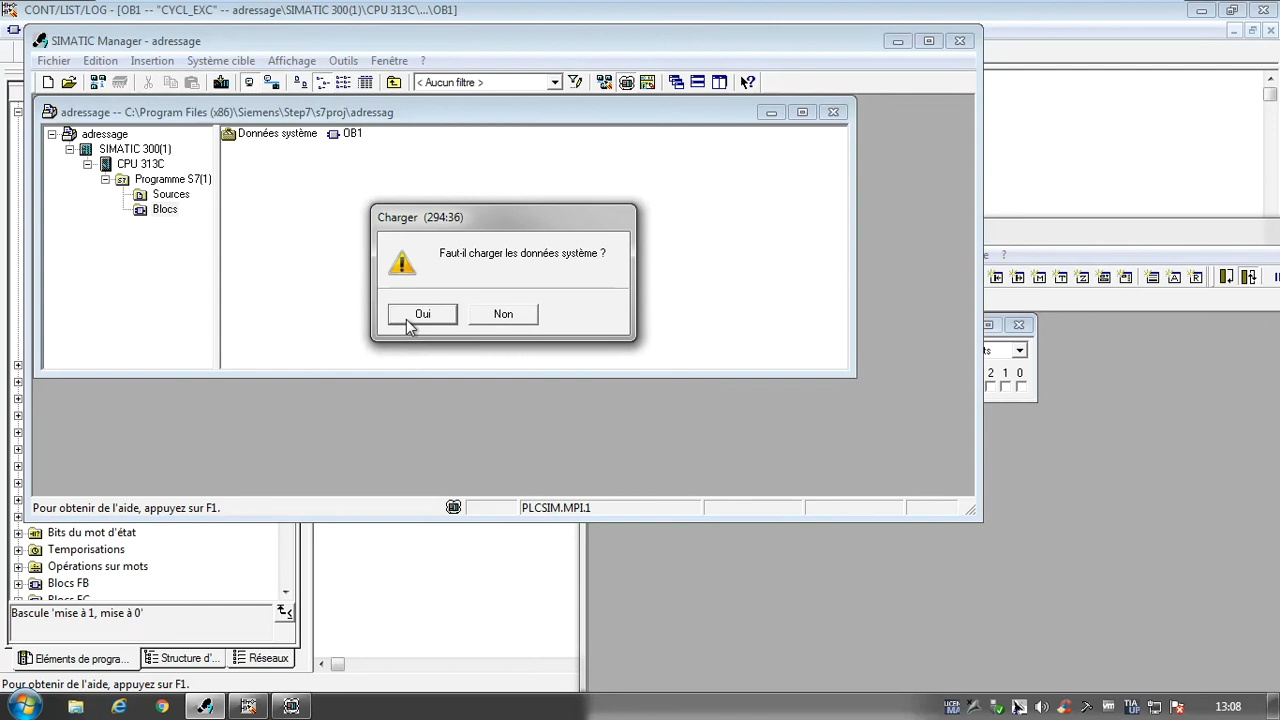 CONT/LIST/LOG - [OB1 -- "CYCL_EXC" -- adressage\SIMATIC 300(1)\CPU 313C\...\OB1]
SIMATIC Manager - adressage
Fichier Edition Insertion Système cible Affichage Outils Fenêtre ?
< Aucun filtre >
adressage -- C:\Program Files (x86)\Siemens\Step7\s7proj\adressag
adressage
SIMATIC 300(1)
CPU 313C
Programme S7(1)
Sources
Blocs
Données système OB1
Charger (294:36)
Faut-il charger les données système ?
Oui Non
?
2 1 0
Pour obtenir de l'aide, appuyez sur F1. PLCSIM.MPI.1
Bits du mot d'état
Temporisations
Opérations sur mots
Blocs FB
Blocs FC
Bascule 'mise à 1, mise à 0'
Eléments de progra... Structure d'... Réseaux
Pour obtenir de l'aide, appuyez sur F1.
13:08